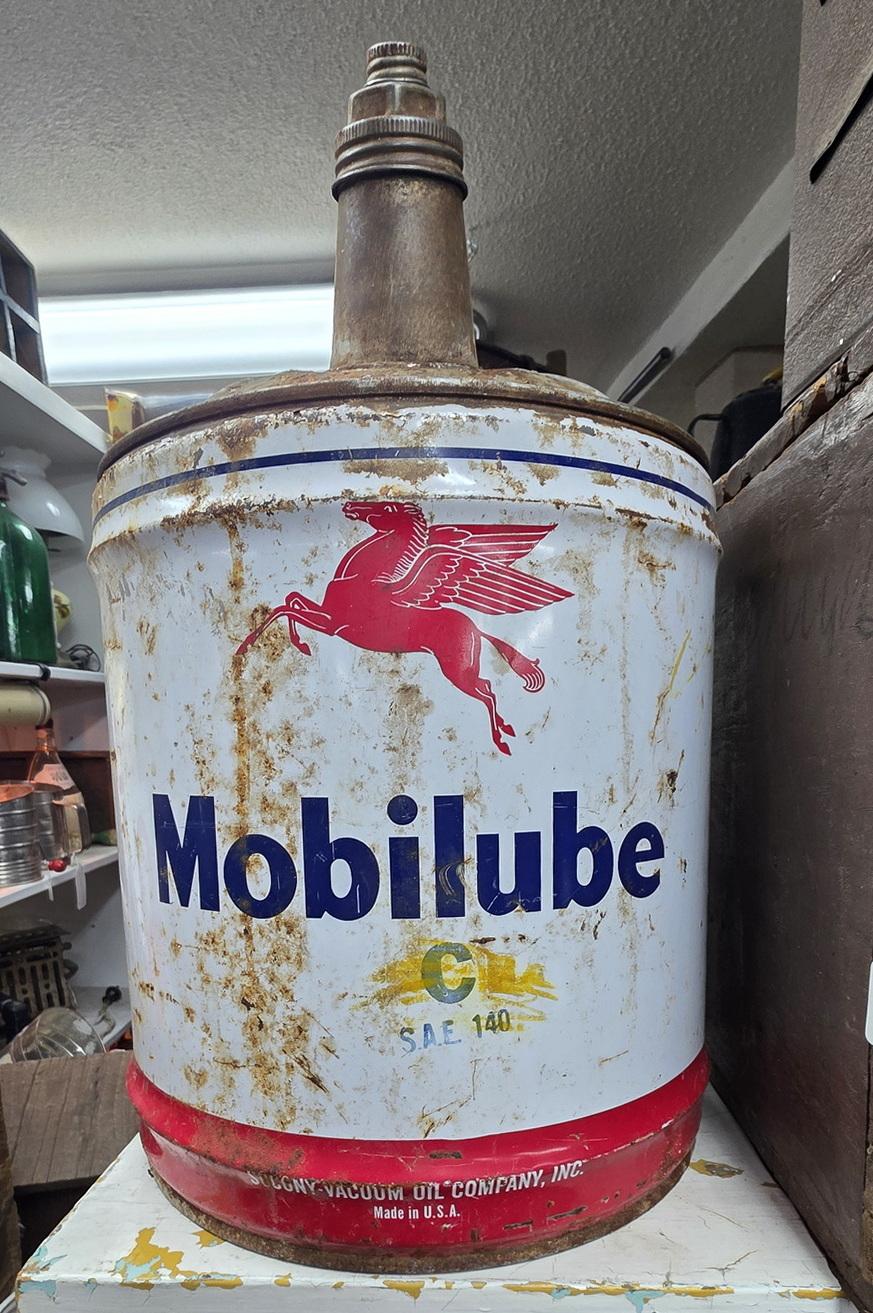 Mobilube
C
S.A.E. 140
SOCONY-VACUUM OIL COMPANY, INC.
Made in U.S.A.